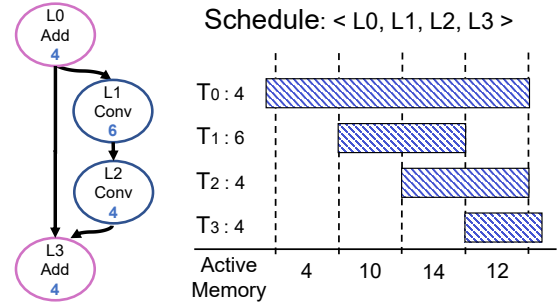 L0
Add
4
L1
Conv
6
L2
Conv
4
L3
Add
4
Schedule: < L0, L1, L2, L3 >
T0 : 4
T1 : 6
T2 : 4
T3 : 4
Active Memory 4 10 14 12